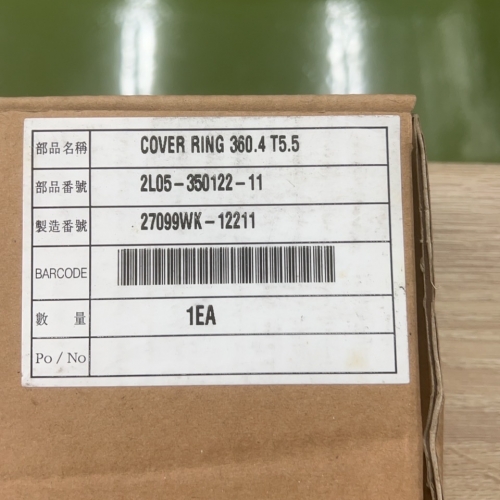 部品名稱 COVER RING 360.4 T5.5
部品番號 2L05-350122-11
製造番號 27099WK-12211
BARCODE
數 量 1EA
Po / No